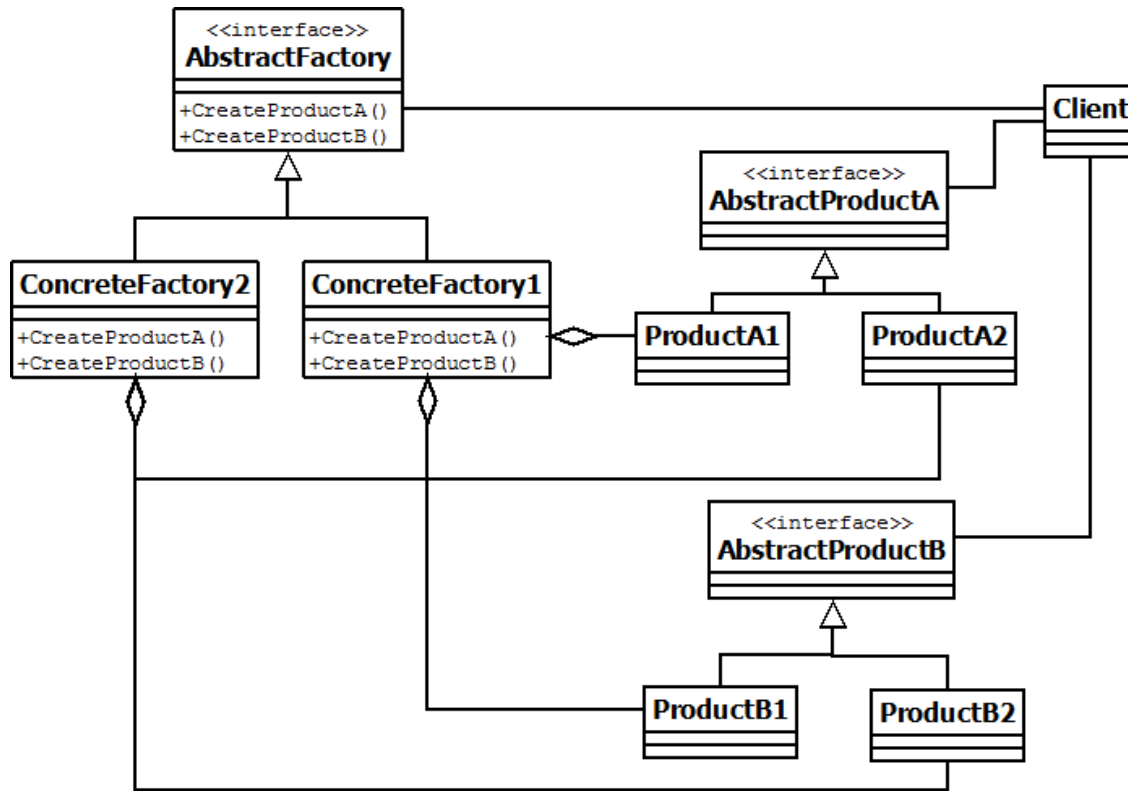 <<interface>>
AbstractFactory
+CreateProductA()
+CreateProductB()
Client
<<interface>>
AbstractProductA
ConcreteFactory2
+CreateProductA()
+CreateProductB()
ConcreteFactory1
+CreateProductA()
+CreateProductB()
ProductA1
ProductA2
<<interface>>
AbstractProductB
ProductB1
ProductB2